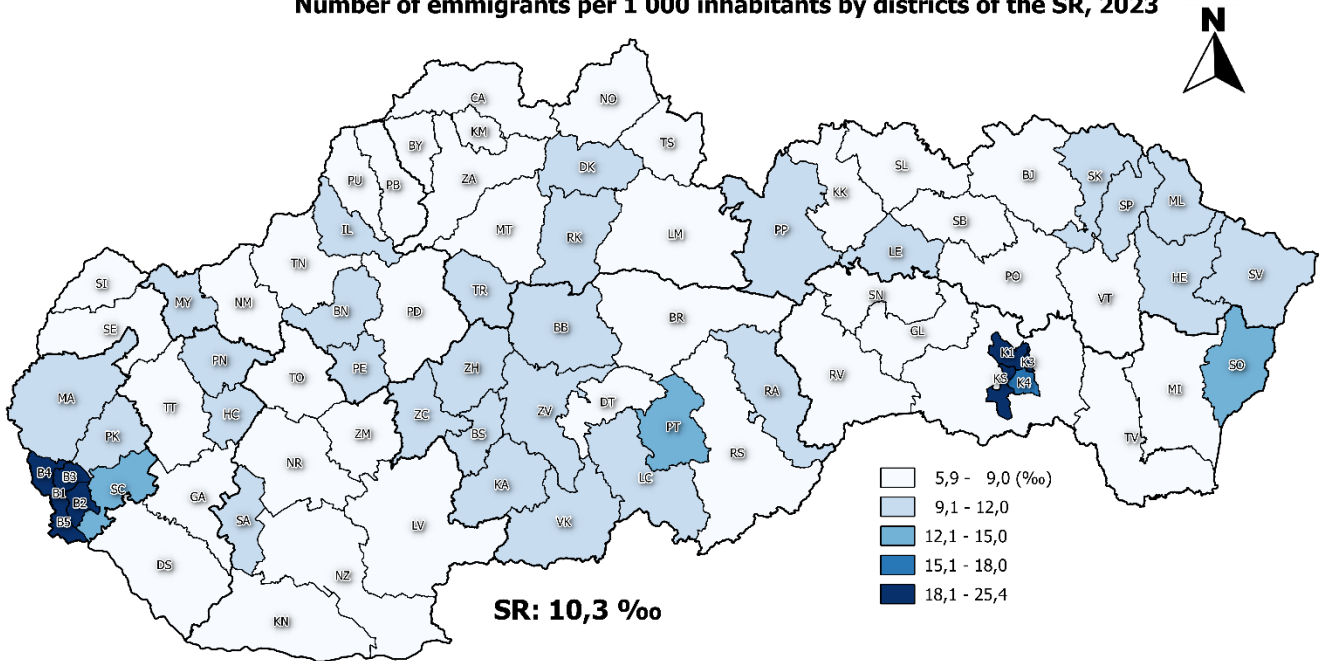 Number of emmigrants per 1 000 inhabitants by districts of the SR, 2023
N
CA
NO
KM
TS
BY
DK
ZA
PU
PB
SL
BJ
SK
KK
SP
ML
IL
MT
RK
LM
PP
SB
LE
TN
PO
HE
SV
SI
MY
NM
BN
PD
TR
SN
VT
SE
BB
BR
GL
PN
PE
ZH
TO
K1
K3
KS
K4
SO
RV
RA
MI
MA
TT
HC
ZC
ZV
DT
PT
PK
ZM
BS
TV
RS
B4
B3
SC
NR
B1
B2
GA
KA
LC
B5
SA
LV
VK
DS
NZ
KN
5,9 - 9,0 (‰)
9,1 - 12,0
12,1 - 15,0
15,1 - 18,0
18,1 - 25,4
SR: 10,3 ‰